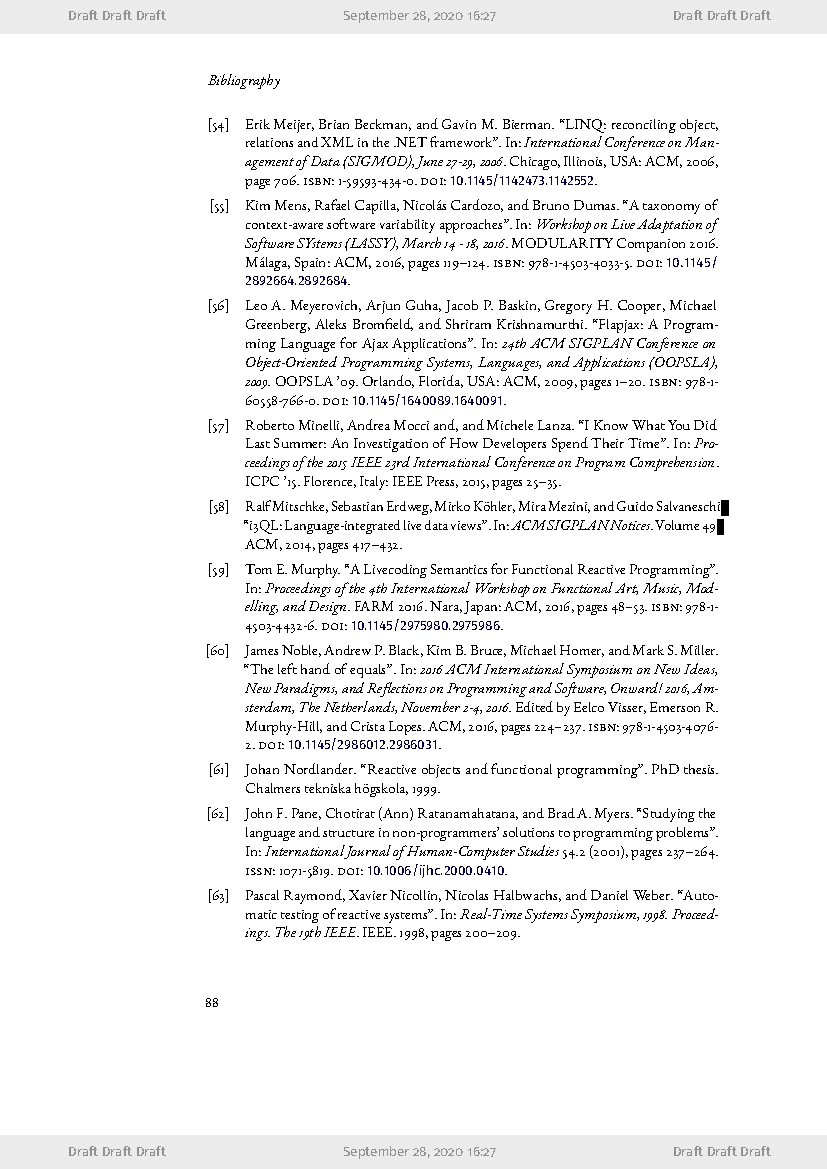 Draft Draft Draft September 28, 2020 16:27 Draft Draft Draft
Bibliography
[54] Erik Meijer, Brian Beckman, and Gavin M. Bierman. “LINQ: reconciling object,
relations and XML in the .NET framework”. In: International Conference on Man-
agement of Data (SIGMOD), June 27-29, 2006. Chicago, Illinois, USA: ACM, 2006,
page 706. ISBN: 1-59593-434-0. DOI: 10.1145/1142473.1142552.
[55] Kim Mens, Rafael Capilla, Nicolás Cardozo, and Bruno Dumas. “A taxonomy of
context-aware software variability approaches”. In: Workshop on Live Adaptation of
Software SYstems (LASSY), March 14 - 18, 2016. MODULARITY Companion 2016.
Málaga, Spain: ACM, 2016, pages 119–124. ISBN: 978-1-4503-4033-5. DOI: 10.1145/
2892664.2892684.
[56] Leo A. Meyerovich, Arjun Guha, Jacob P. Baskin, Gregory H. Cooper, Michael
Greenberg, Aleks Bromfield, and Shriram Krishnamurthi. “Flapjax: A Program-
ming Language for Ajax Applications”. In: 24th ACM SIGPLAN Conference on
Object-Oriented Programming Systems, Languages, and Applications (OOPSLA),
2009. OOPSLA ’09. Orlando, Florida, USA: ACM, 2009, pages 1–20. ISBN: 978-1-
60558-766-0. DOI: 10.1145/1640089.1640091.
[57] Roberto Minelli, Andrea Mocci and, and Michele Lanza. “I Know What You Did
Last Summer: An Investigation of How Developers Spend Their Time”. In: Pro-
ceedings of the 2015 IEEE 23rd International Conference on Program Comprehension.
ICPC ’15. Florence, Italy: IEEE Press, 2015, pages 25–35.
[58] Ralf Mitschke, Sebastian Erdweg, Mirko Köhler, Mira Mezini, and Guido Salvaneschi
“i3QL: Language-integrated live data views”. In: ACM SIGPLAN Notices. Volume 49
ACM, 2014, pages 417–432.
[59] Tom E. Murphy. “A Livecoding Semantics for Functional Reactive Programming”.
In: Proceedings of the 4th International Workshop on Functional Art, Music, Mod-
elling, and Design. FARM 2016. Nara, Japan: ACM, 2016, pages 48–53. ISBN: 978-1-
4503-4432-6. DOI: 10.1145/2975980.2975986.
[60] James Noble, Andrew P. Black, Kim B. Bruce, Michael Homer, and Mark S. Miller.
“The left hand of equals”. In: 2016 ACM International Symposium on New Ideas,
New Paradigms, and Reflections on Programming and Software, Onward! 2016, Am-
sterdam, The Netherlands, November 2-4, 2016. Edited by Eelco Visser, Emerson R.
Murphy-Hill, and Crista Lopes. ACM, 2016, pages 224–237. ISBN: 978-1-4503-4076-
2. DOI: 10.1145/2986012.2986031.
[61] Johan Nordlander. “Reactive objects and functional programming”. PhD thesis.
Chalmers tekniska högskola, 1999.
[62] John F. Pane, Chotirat (Ann) Ratanamahatana, and Brad A. Myers. “Studying the
language and structure in non-programmers’ solutions to programming problems”.
In: International Journal of Human-Computer Studies 54.2 (2001), pages 237–264.
ISSN: 1071-5819. DOI: 10.1006/ijhc.2000.0410.
[63] Pascal Raymond, Xavier Nicollin, Nicolas Halbwachs, and Daniel Weber. “Auto-
matic testing of reactive systems”. In: Real-Time Systems Symposium, 1998. Proceed-
ings. The 19th IEEE. IEEE. 1998, pages 200–209.
88
Draft Draft Draft September 28, 2020 16:27 Draft Draft Draft